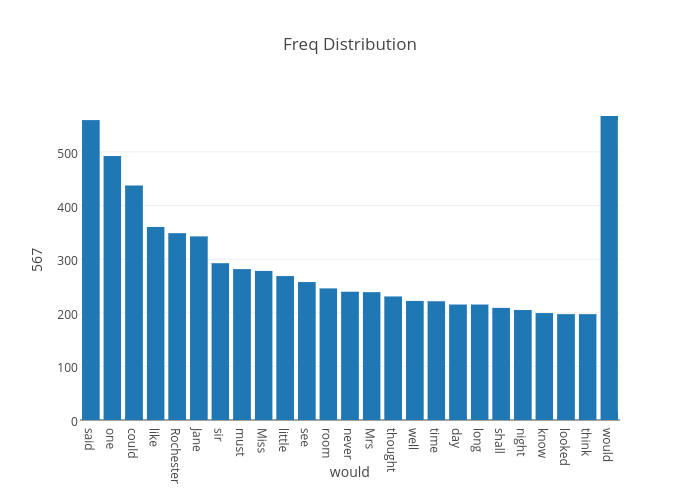 Freq Distribution
567
500
400
300
200
100
0
said
one
could
like
Rochester
Jane
sir
must
Miss
little
see
room
never
Mrs
thought
well
time
day
long
shall
night
know
looked
think
would
would